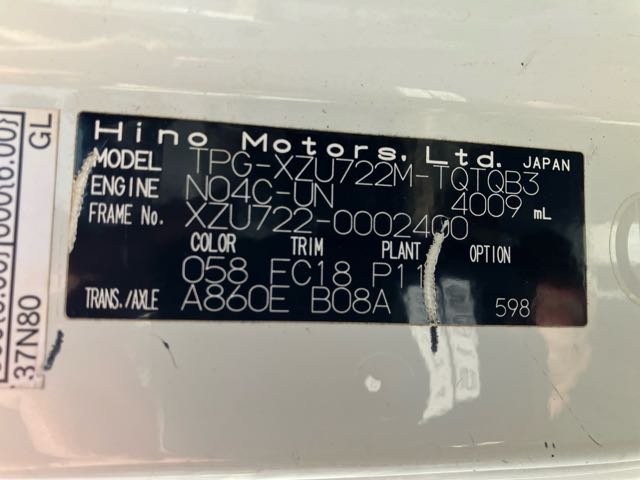 Hino Motors, Ltd. JAPAN
MODEL TPG-XZU722M-TQTQB3
ENGINE N04C-UN 4009 mL
FRAME No. XZU722-0002400
COLOR TRIM PLANT OPTION
058 FC18 P11
TRANS./AXLE A860E B08A 598
GL
37N80